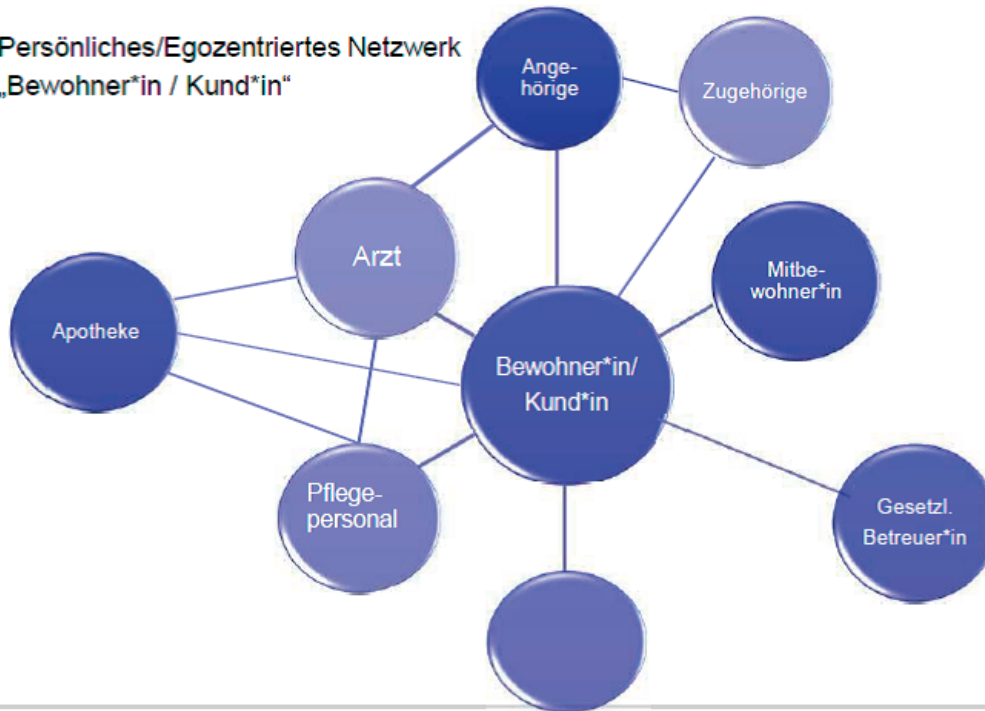 Persönliches/Egozentriertes Netzwerk
„Bewohner*in / Kund*in“
Ange-
hörige
Zugehörige
Arzt
Mitbe-
wohner*in
Apotheke
Bewohner*in/
Kund*in
Pflege-
personal
Gesetzl.
Betreuer*in